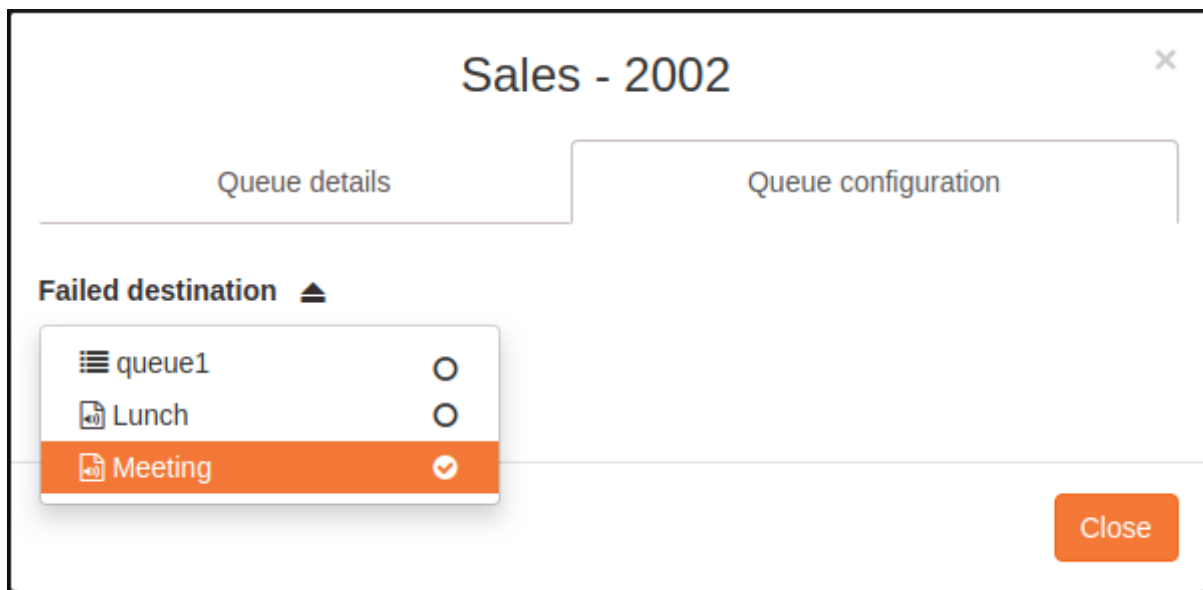 Sales - 2002
×
Queue details
Queue configuration
Failed destination
queue1
Lunch
Meeting
Close